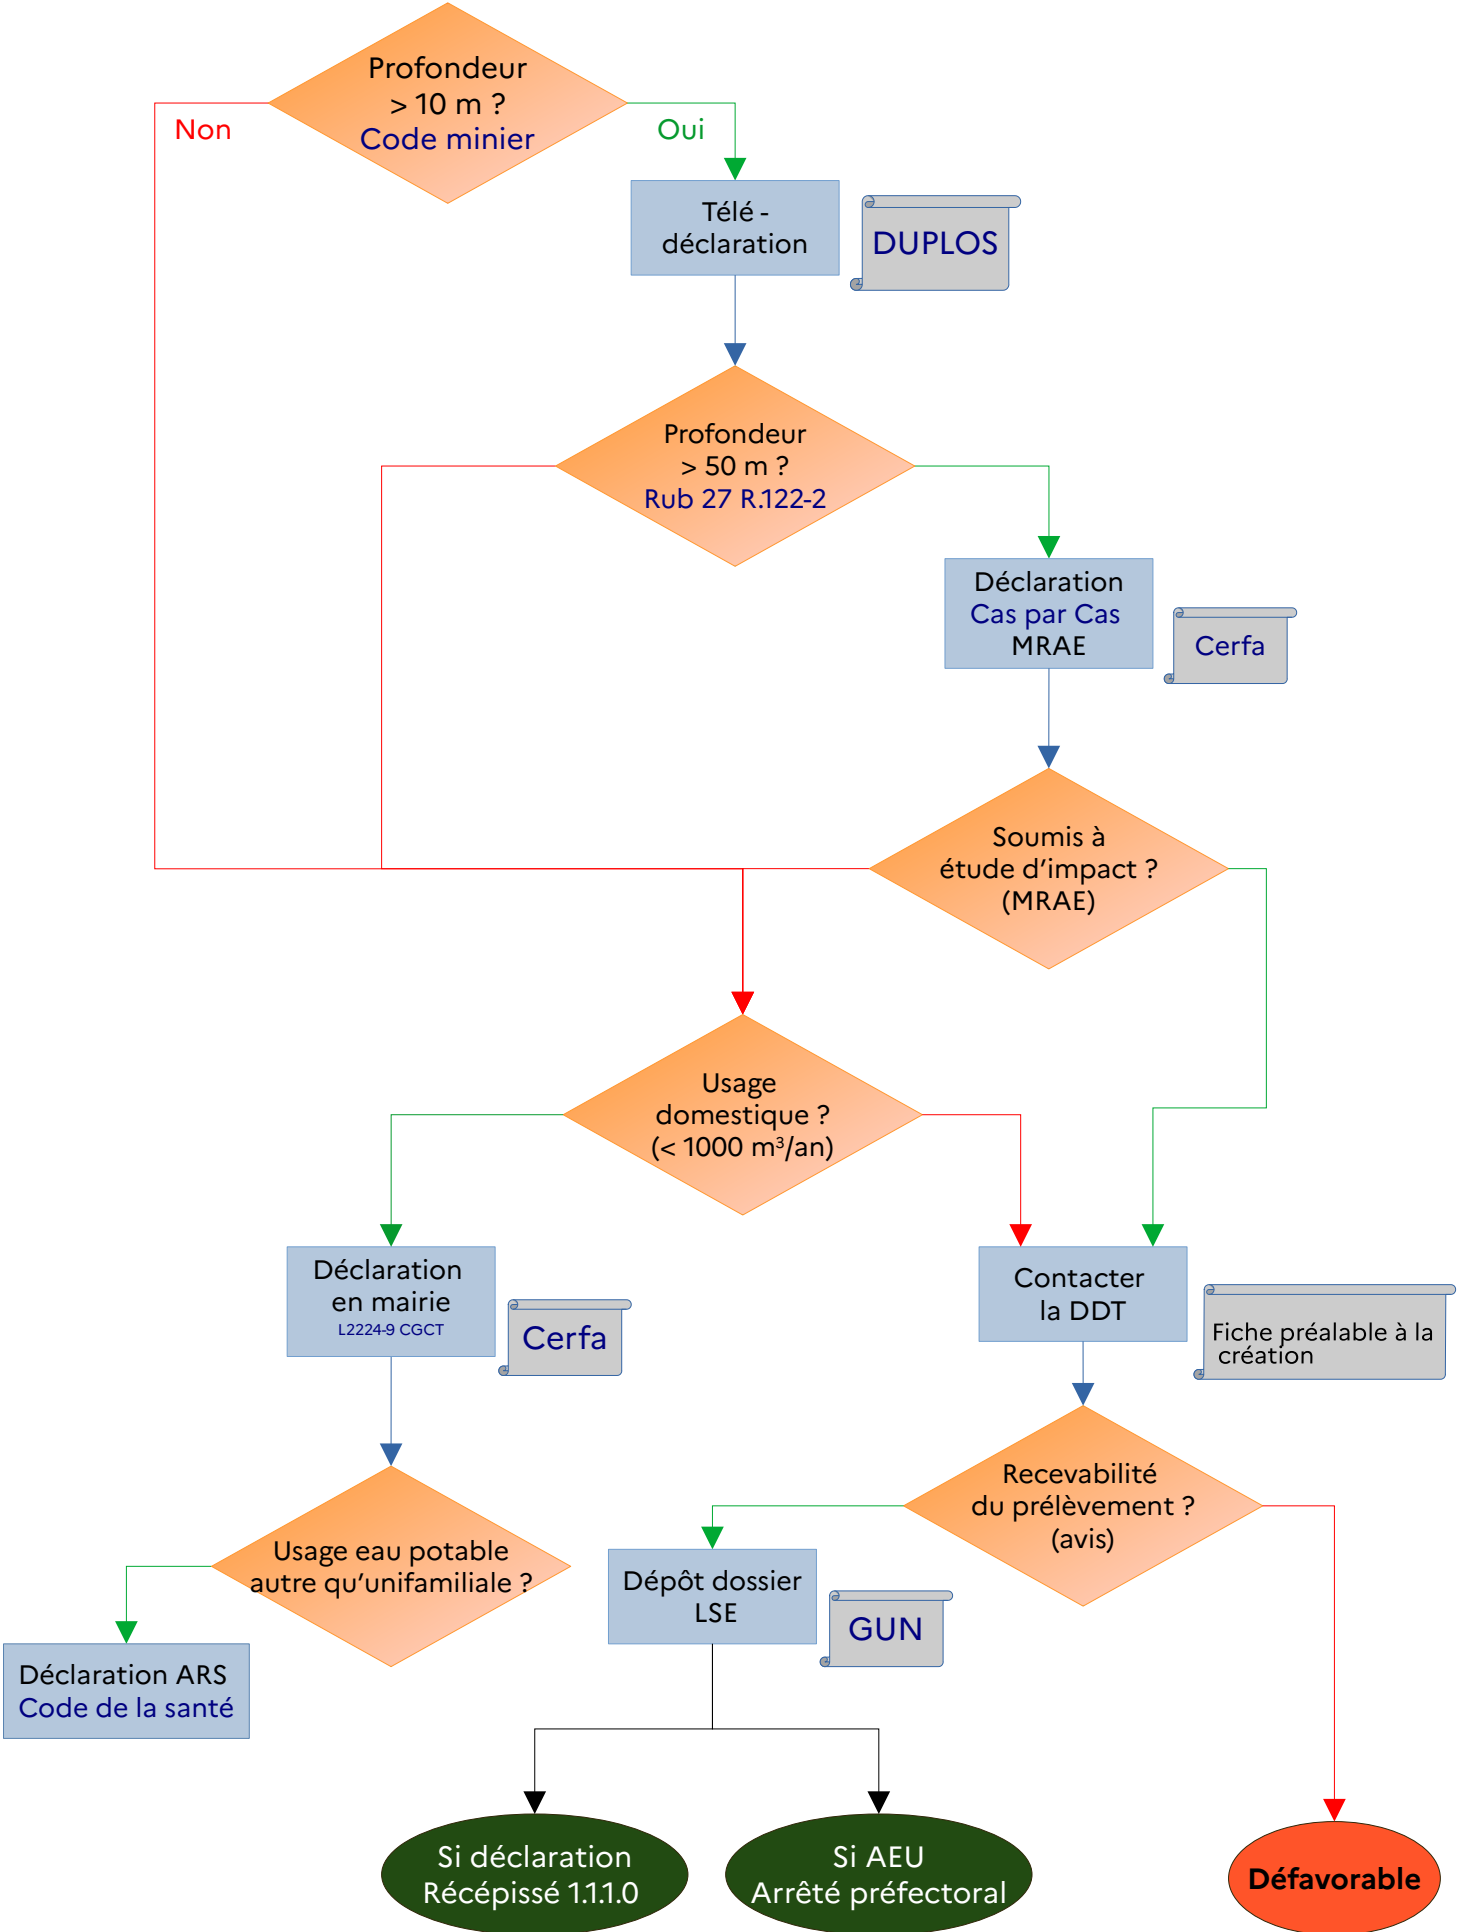 Profondeur
> 10 m ?
Code minier
Non
Oui
Télé -
déclaration
DUPLOS
Profondeur
> 50 m ?
Rub 27 R.122-2
Déclaration
Cas par Cas
MRAE
Cerfa
Soumis à
étude d’impact ?
(MRAE)
Usage
domestique ?
(< 1000 m³/an)
Déclaration
en mairie
L2224-9 CGCT
Cerfa
Contacter
la DDT
Fiche préalable à la
création
Recevabilité
du prélèvement ?
(avis)
Usage eau potable
autre qu’unifamiliale ?
Dépôt dossier
LSE
GUN
Déclaration ARS
Code de la santé
Si déclaration
Récépissé 1.1.1.0
Si AEU
Arrêté préfectoral
Défavorable